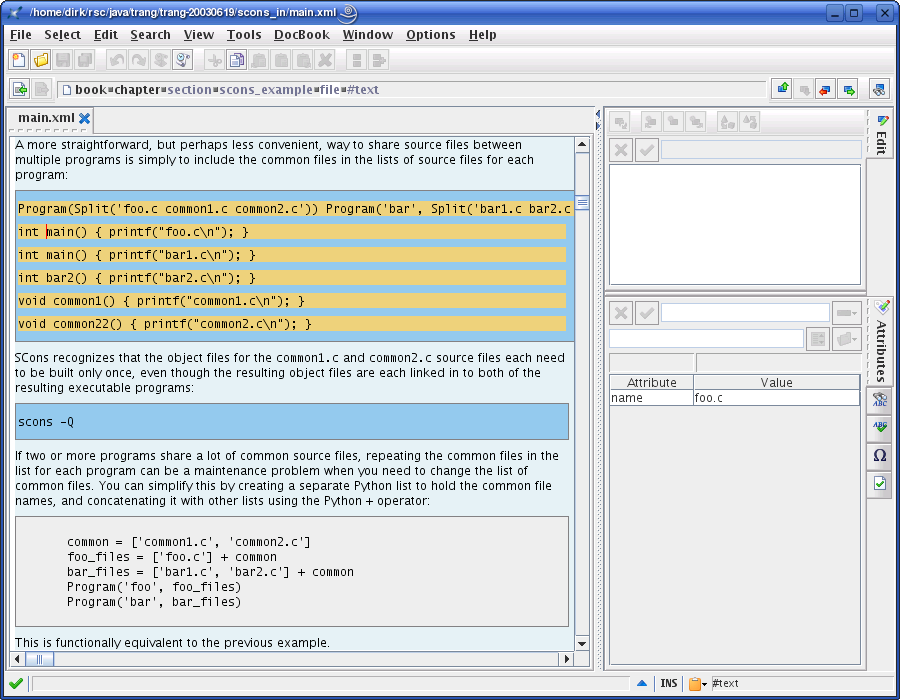 /home/dirk/rsc/java/trang/trang-20030619/scons_in/main.xml
File Select Edit Search View Tools DocBook Window Options Help
book chapter section scons_example file #text
main.xml
A more straightforward, but perhaps less convenient, way to share source files between
multiple programs is simply to include the common files in the lists of source files for each
program:
Program(Split('foo.c common1.c common2.c')) Program('bar', Split('bar1.c bar2.c
int main() { printf("foo.c\n"); }
int main() { printf("bar1.c\n"); }
int bar2() { printf("bar2.c\n"); }
void common1() { printf("common1.c\n"); }
void common22() { printf("common2.c\n"); }
SCons recognizes that the object files for the common1.c and common2.c source files each need
to be built only once, even though the resulting object files are each linked in to both of the
resulting executable programs:
scons -Q
If two or more programs share a lot of common source files, repeating the common files in the
list for each program can be a maintenance problem when you need to change the list of
common files. You can simplify this by creating a separate Python list to hold the common file
names, and concatenating it with other lists using the Python + operator:
common = ['common1.c', 'common2.c']
foo_files = ['foo.c'] + common
bar_files = ['bar1.c', 'bar2.c'] + common
Program('foo', foo_files)
Program('bar', bar_files)
This is functionally equivalent to the previous example.
Edit
Attributes
Attribute Value
name foo.c
ABC
ABC
Ω
INS #text